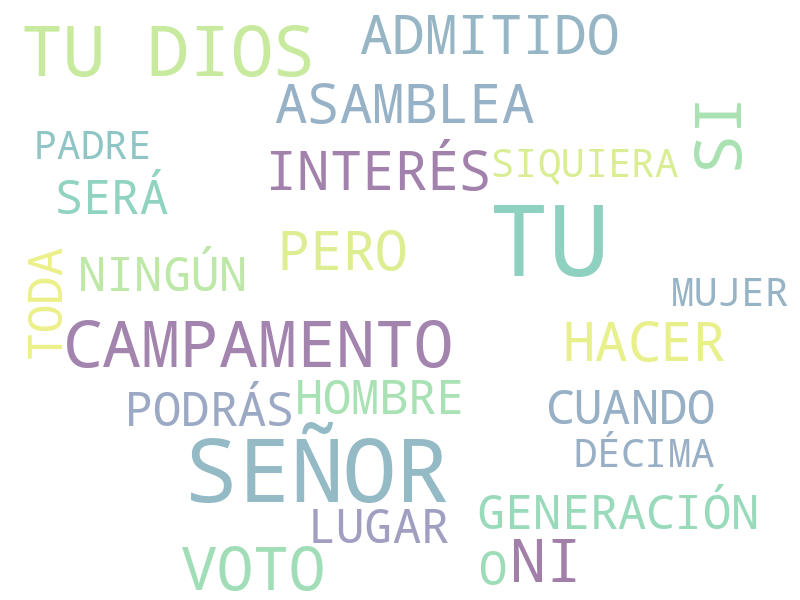 TU DIOS
ADMITIDO
ASAMBLEA
SI
PADRE
INTERÉS
SIQUIERA
SERÁ
TU
PERO
NINGÚN
TODA
MUJER
CAMPAMENTO
HACER
PODRÁS
HOMBRE
CUANDO
SEÑOR
DÉCIMA
GENERACIÓN
LUGAR
VOTO
O
NI